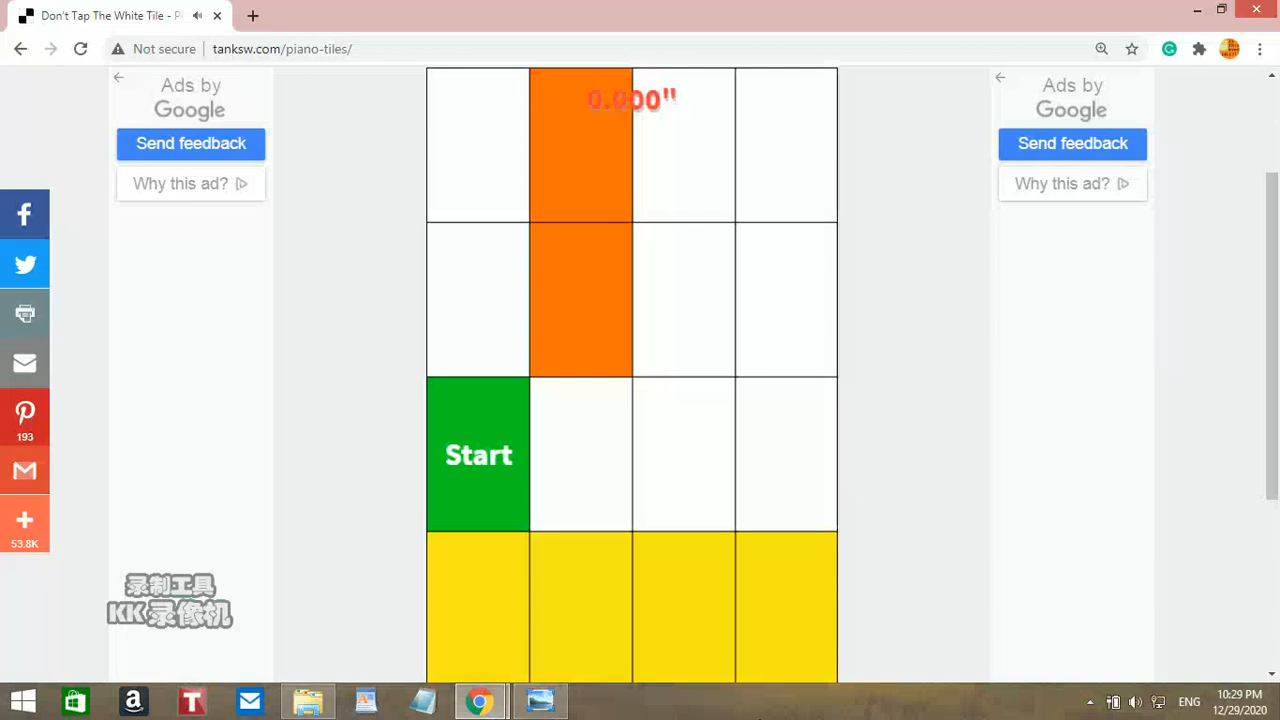 Don't Tap The White Tile - Pi
Not secure
tanksw.com/piano-tiles/
Ads by
Google
Send feedback
Why this ad?
Ads by
Google
Send feedback
Why this ad?
0.000"
Start
193
53.8K
录制工具
KK录像机
ENG
10:29 PM
12/29/2020